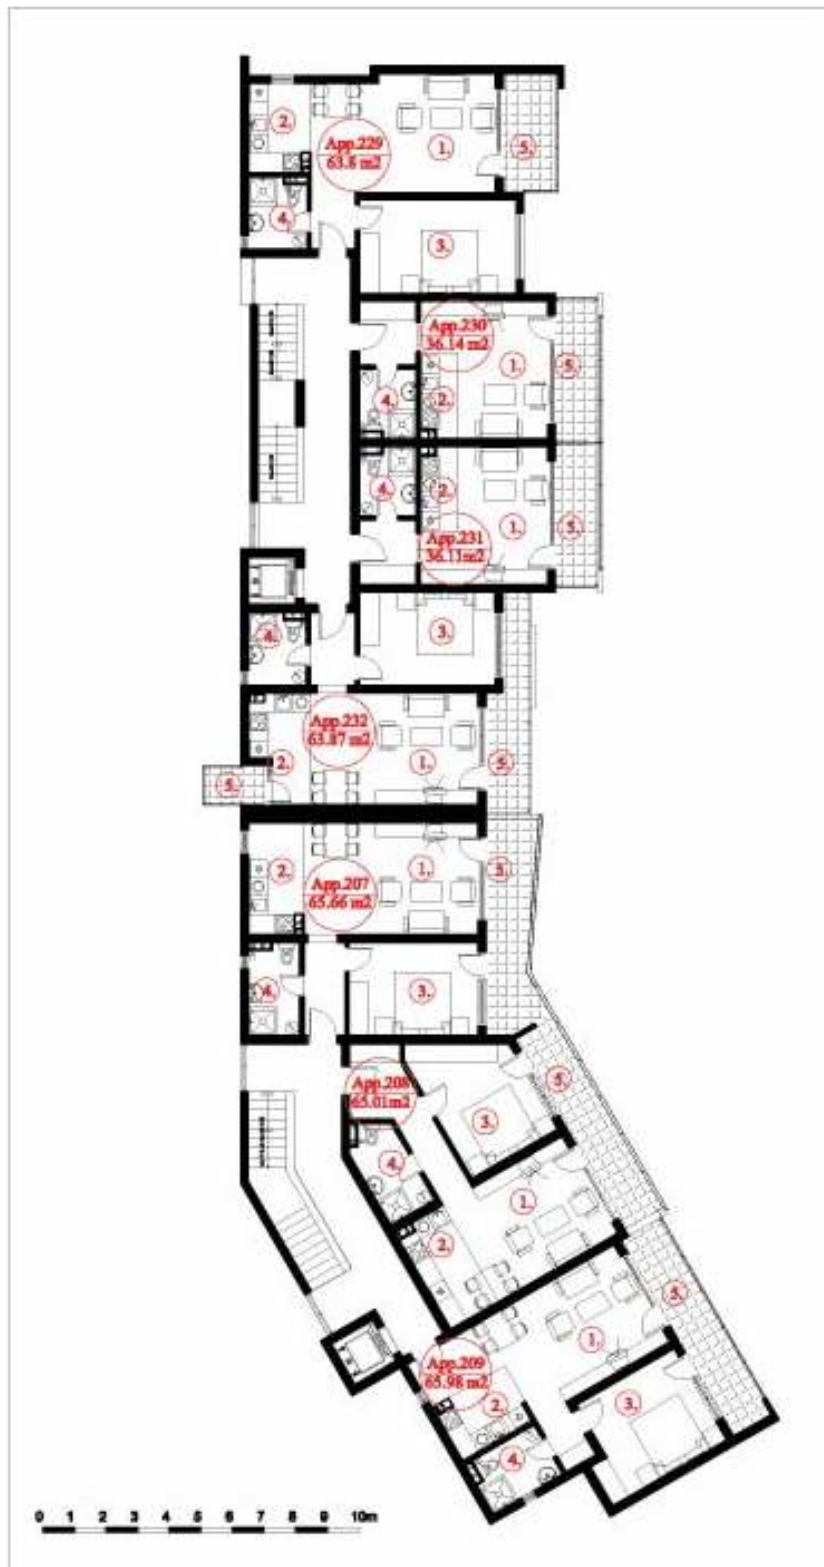 App.229
63.8 m2
2.
1.
5.
4.
3.
App.230
36.14 m2
1.
5.
4.
2.
4.
2.
1.
5.
App.231
36.11m2
4.
3.
App.232
63.87 m2
2.
1.
5.
5.
2.
1.
5.
App.207
65.66 m2
4.
3.
App.208
65.01m2
5.
3.
4.
1.
2.
5.
1.
App.209
65.98 m2
2.
3.
4.
0 1 2 3 4 5 6 7 8 9 10m